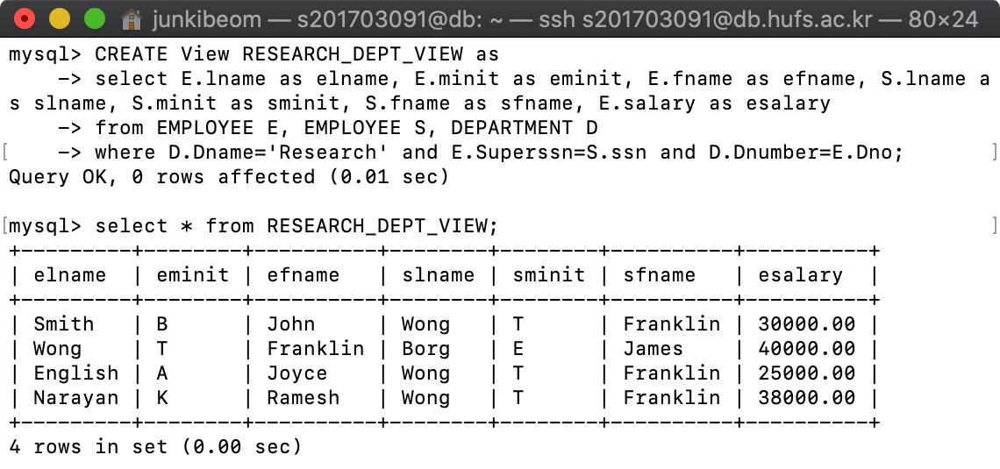 junkibeom — s201703091@db: ~ — ssh s201703091@db.hufs.ac.kr — 80×24
mysql> CREATE View RESEARCH_DEPT_VIEW as
    -> select E.lname as elname, E.minit as eminit, E.fname as efname, S.lname a
s slname, S.minit as sminit, S.fname as sfname, E.salary as esalary
    -> from EMPLOYEE E, EMPLOYEE S, DEPARTMENT D
[    -> where D.Dname='Research' and E.Superssn=S.ssn and D.Dnumber=E.Dno; ]
Query OK, 0 rows affected (0.01 sec)
[mysql> select * from RESEARCH_DEPT_VIEW; ]
+---------+--------+----------+--------+--------+----------+----------+
| elname  | eminit | efname   | slname | sminit | sfname   | esalary  |
+---------+--------+----------+--------+--------+----------+----------+
| Smith   | B      | John     | Wong   | T      | Franklin | 30000.00 |
| Wong    | T      | Franklin | Borg   | E      | James    | 40000.00 |
| English | A      | Joyce    | Wong   | T      | Franklin | 25000.00 |
| Narayan | K      | Ramesh   | Wong   | T      | Franklin | 38000.00 |
+---------+--------+----------+--------+--------+----------+----------+
4 rows in set (0.00 sec)